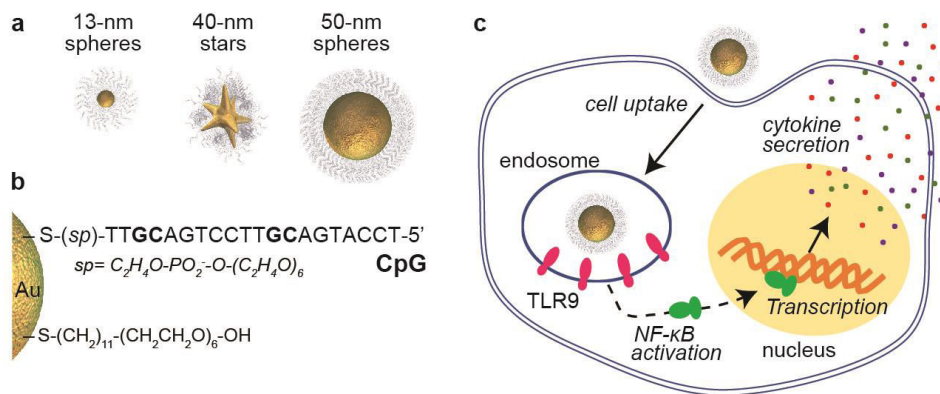 a
13-nm
spheres
40-nm
stars
50-nm
spheres
b
S-(sp)-TTGCAGTCCTTGCAGTACCT-5’
sp= C₂H₄O-PO₂⁻-O-(C₂H₄O)₆
CpG
Au
S-(CH₂)₁₁-(CH₂CH₂O)₆-OH
c
cell uptake
cytokine
secretion
endosome
TLR9
NF-κB
activation
Transcription
nucleus